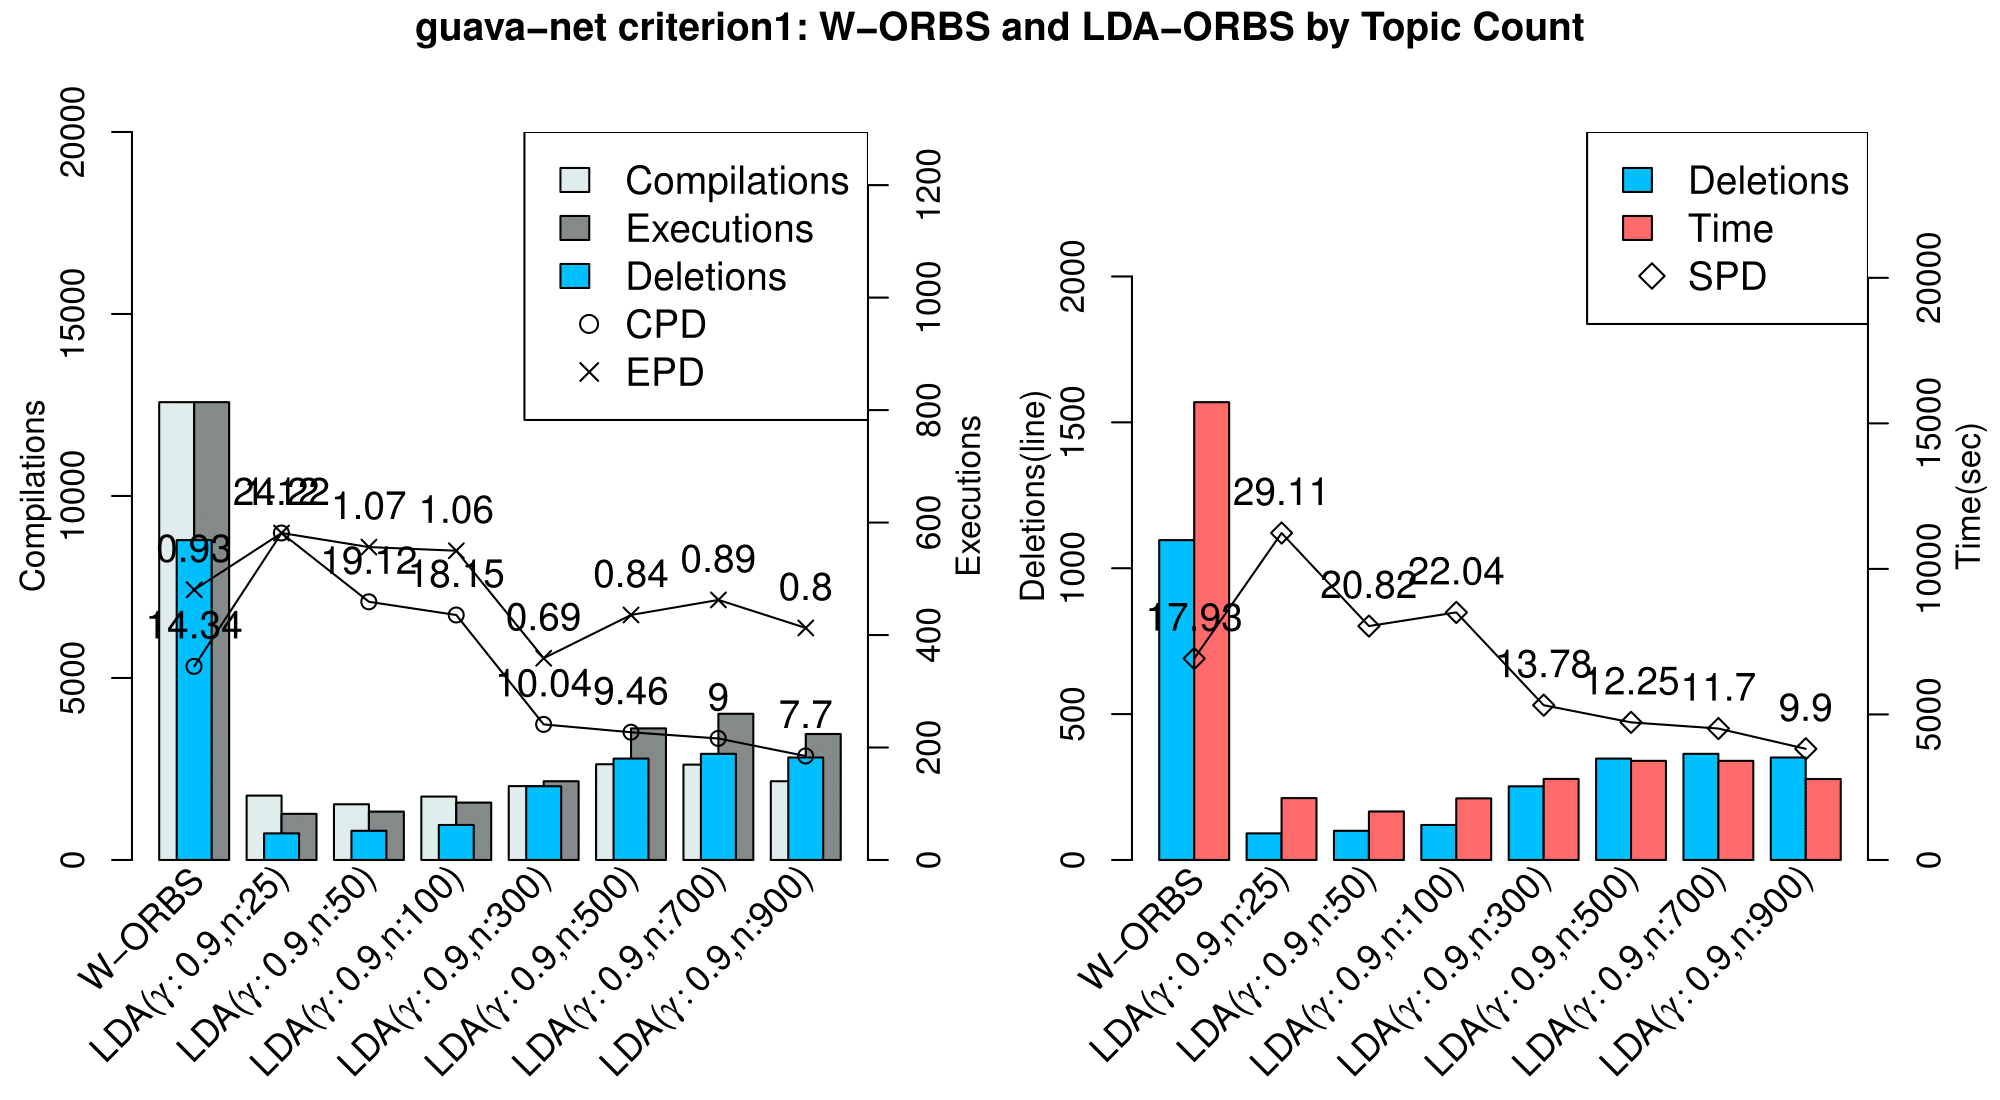 guava−net criterion1: W−ORBS and LDA−ORBS by Topic Count
Compilations
0
5000
10000
15000
20000
Compilations
Executions
Deletions
CPD
EPD
0.93
1.07
1.06
0.69
0.84
0.89
0.8
14.34
19.12
18.15
10.04
9.46
9
7.7
0
200
400
600
800
1000
1200
Executions
W−ORBS
LDA(γ: 0.9,n:25)
LDA(γ: 0.9,n:50)
LDA(γ: 0.9,n:100)
LDA(γ: 0.9,n:300)
LDA(γ: 0.9,n:500)
LDA(γ: 0.9,n:700)
LDA(γ: 0.9,n:900)
Deletions(line)
0
500
1000
1500
2000
Deletions
Time
SPD
17.93
29.11
20.82
22.04
13.78
12.25
11.7
9.9
0
5000
10000
15000
20000
Time(sec)
W−ORBS
LDA(γ: 0.9,n:25)
LDA(γ: 0.9,n:50)
LDA(γ: 0.9,n:100)
LDA(γ: 0.9,n:300)
LDA(γ: 0.9,n:500)
LDA(γ: 0.9,n:700)
LDA(γ: 0.9,n:900)